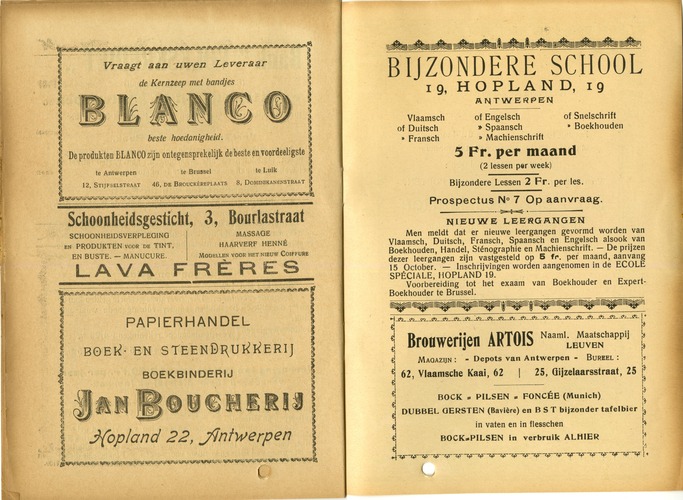 Vraagt aan uwen Leveraar
de Kernzeep met bandjes
BLANCO
beste hoedanigheid.
De produkten BLANCO zijn ontegensprekelijk de beste en voordeeligste
te Antwerpen te Brussel te Luik
12, Stijfselstraat 46, de Brouckèreplaats 8, Dominikanenstraat
Schoonheidsgesticht, 3, Bourlastraat
SCHOONHEIDSVERPLEGING MASSAGE
EN PRODUKTEN VOOR DE TINT, HAARVERF HENNÉ
EN BUSTE. — MANUCURE. Modellen voor het nieuw Coiffure
LAVA FRÈRES
PAPIERHANDEL
BOEK- EN STEENDRUKKERIJ
BOEKBINDERIJ
JAN BOUCHERIJ
Hopland 22, Antwerpen
BIJZONDERE SCHOOL
19, HOPLAND, 19
ANTWERPEN
Vlaamsch of Engelsch of Snelschrift
of Duitsch » Spaansch » Boekhouden
» Fransch » Machienschrift
5 Fr. per maand
(2 lessen per week)
Bijzondere Lessen 2 Fr. per les.
Prospectus No 7 Op aanvraag.
NIEUWE LEERGANGEN
Men meldt dat er nieuwe leergangen gevormd worden van
Vlaamsch, Duitsch, Fransch, Spaansch en Engelsch alsook van
Boekhouden, Handel, Sténographie en Machienschrift. — De prijzen
dezer leergangen zijn vastgesteld op 5 fr. per maand, aanvang
15 October. — Inschrijvingen worden aangenomen in de ECOLE
SPÉCIALE, HOPLAND 19.
Voorbereiding tot het exaam van Boekhouder en Expert-
Boekhouder te Brussel.
Brouwerijen ARTOIS Naaml. Maatschappij
LEUVEN
Magazijn : - Depots van Antwerpen - Bureel :
62, Vlaamsche Kaai, 62 | 25, Gijzelaarsstraat, 25
BOCK - PILSEN - FONCÉE (Munich)
DUBBEL GERSTEN (Bavière) en B S T bijzonder tafelbier
in vaten en in flesschen
BOCK-PILSEN in verbruik ALHIER